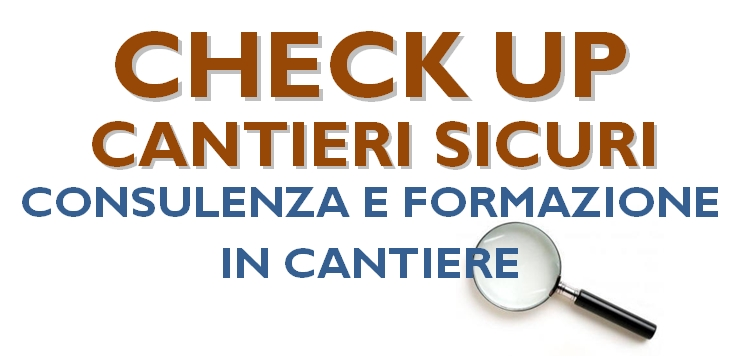 CHECK UP
CANTIERI SICURI
CONSULENZA E FORMAZIONE
IN CANTIERE